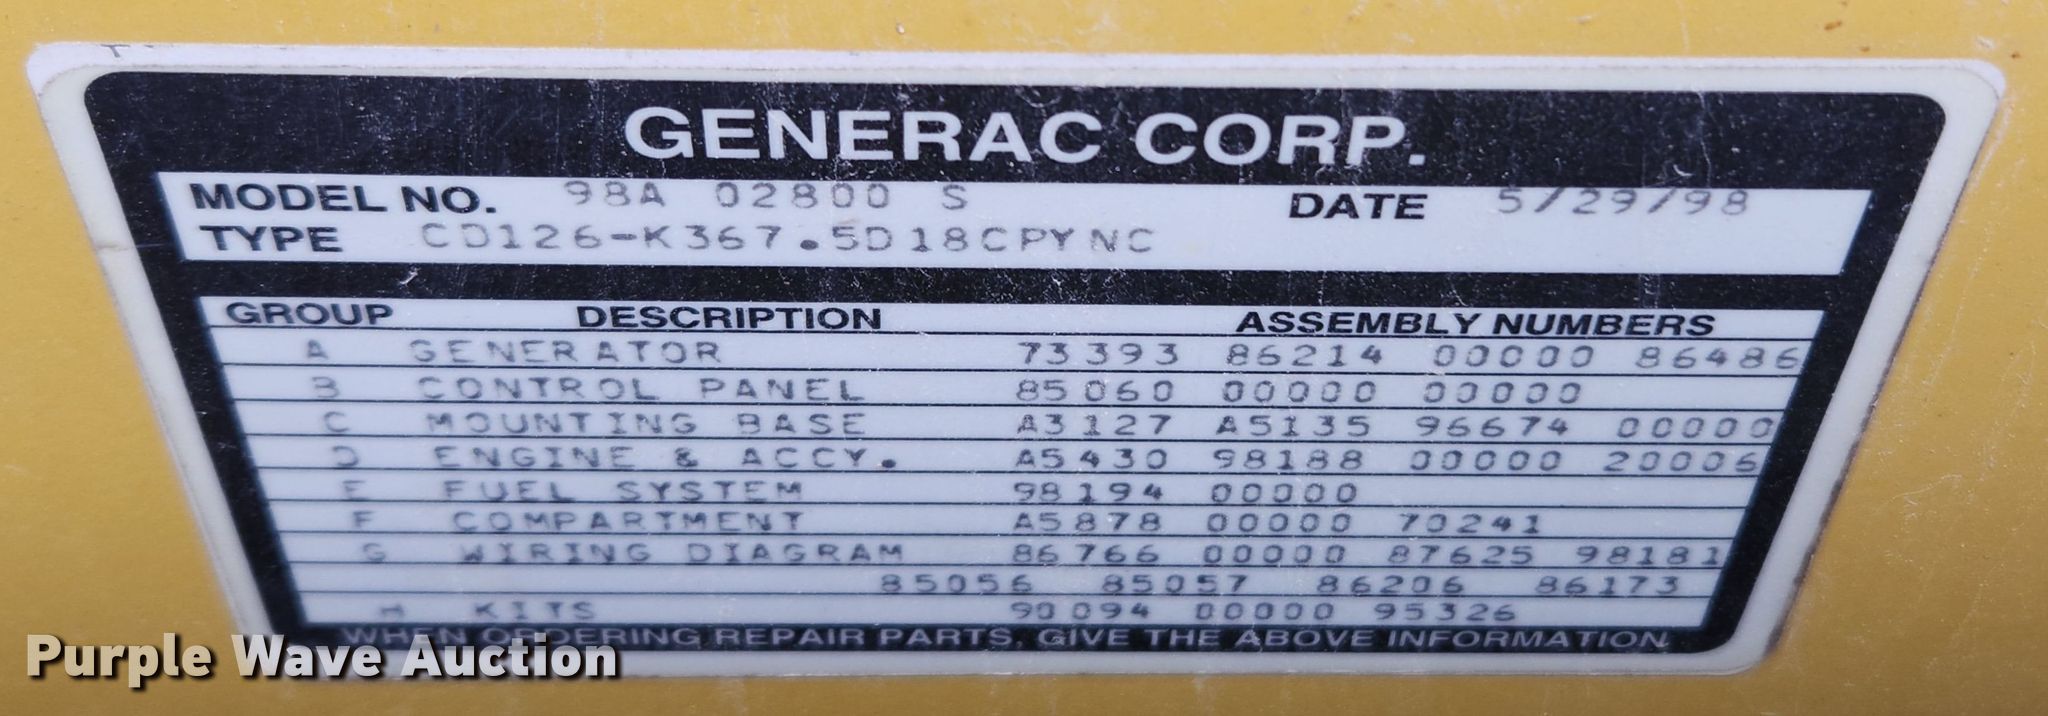 GENERAC CORP.
MODEL NO. 98A 02800 S DATE 5/29/98
TYPE CD126-K367.5D18CPYNC
GROUP DESCRIPTION ASSEMBLY NUMBERS
A GENERATOR 73393 86214 00000 86486
B CONTROL PANEL 85060 00000 00000
C MOUNTING BASE A3127 A5135 96674 00000
D ENGINE & ACCY. A5430 98188 00000 20006
E FUEL SYSTEM 98194 00000
F COMPARTMENT A5878 00000 70241
G WIRING DIAGRAM 86766 00000 87625 98181
85056 85057 86206 86173
H KITS 90094 00000 95326
WHEN ORDERING REPAIR PARTS, GIVE THE ABOVE INFORMATION.
Purple Wave Auction